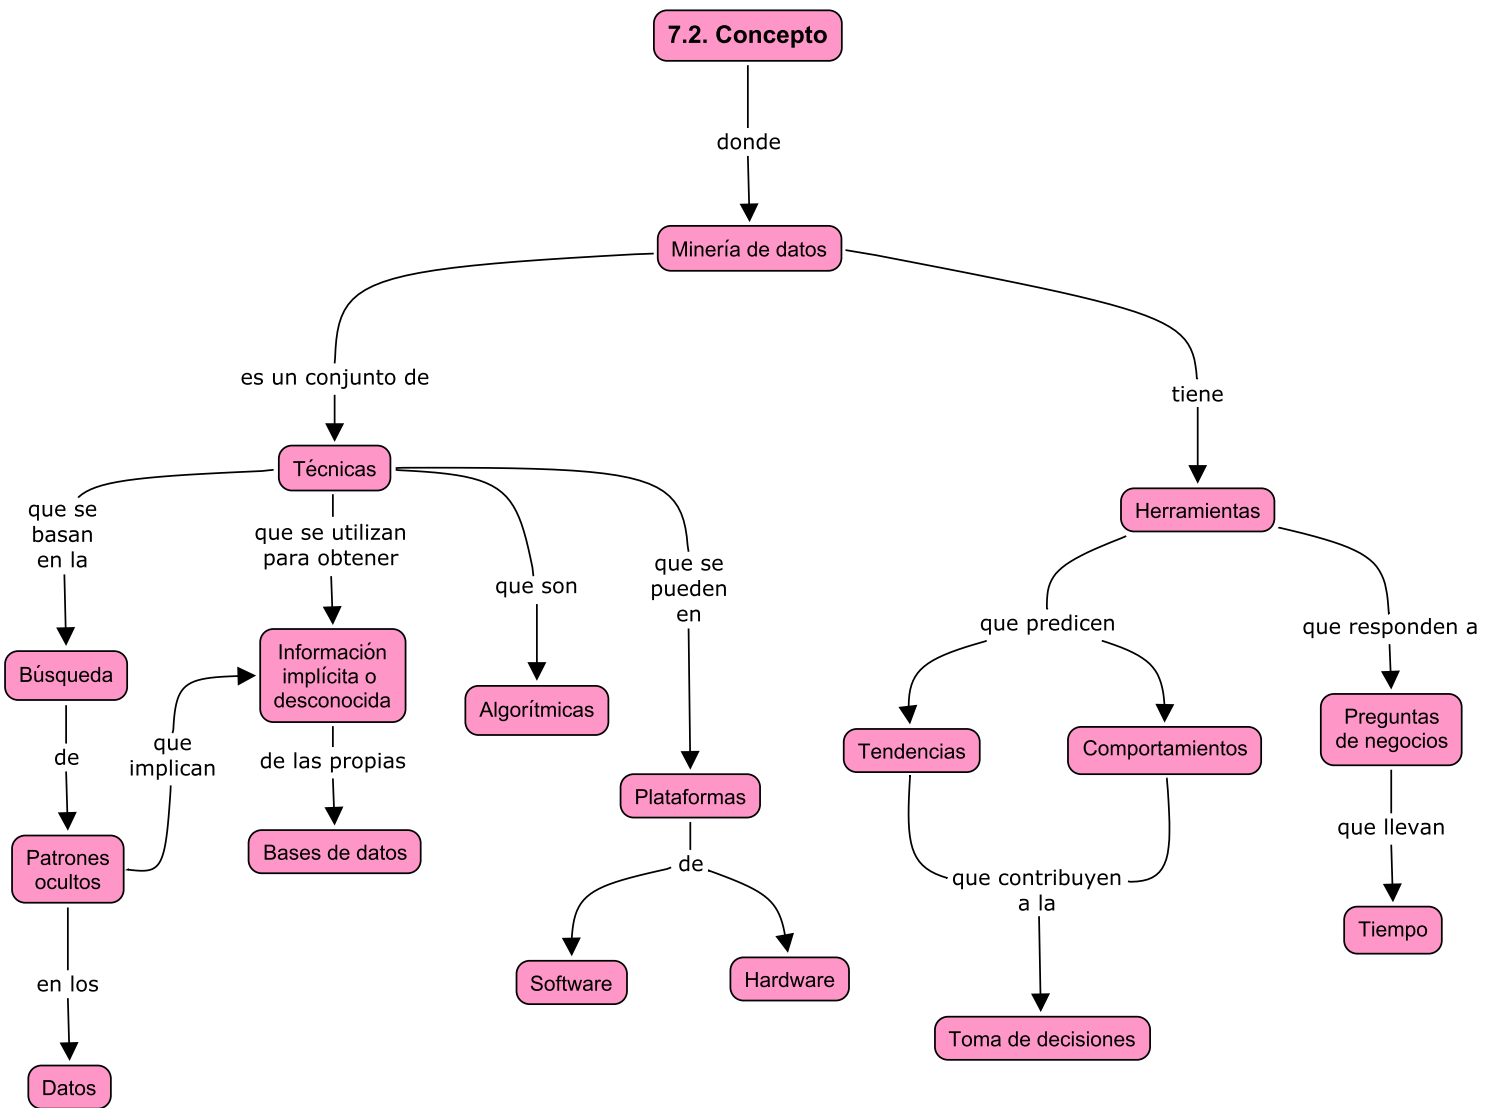 7.2. Concepto
donde
Minería de datos
es un conjunto de
tiene
Técnicas
Herramientas
que se
basan
en la
que se utilizan
para obtener
que son
que se
pueden
en
que predicen
que responden a
Búsqueda
Información
implícita o
desconocida
Algorítmicas
Tendencias
Comportamientos
Preguntas
de negocios
de
que
implican
de las propias
Plataformas
que llevan
Patrones
ocultos
Bases de datos
de
que contribuyen
a la
Tiempo
en los
Software
Hardware
Toma de decisiones
Datos